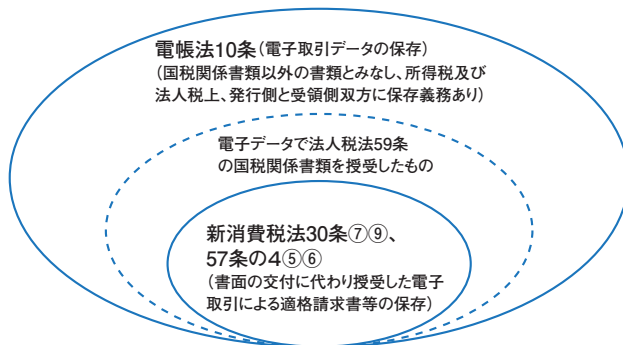 電帳法10条(電子取引データの保存)
(国税関係書類以外の書類とみなし、所得税及び
法人税上、発行側と受領側双方に保存義務あり)
電子データで法人税法59条
の国税関係書類を授受したもの
新消費税法30条⑦⑨、
57条の4⑤⑥
(書面の交付に代わり授受した電子
取引による適格請求書等の保存)